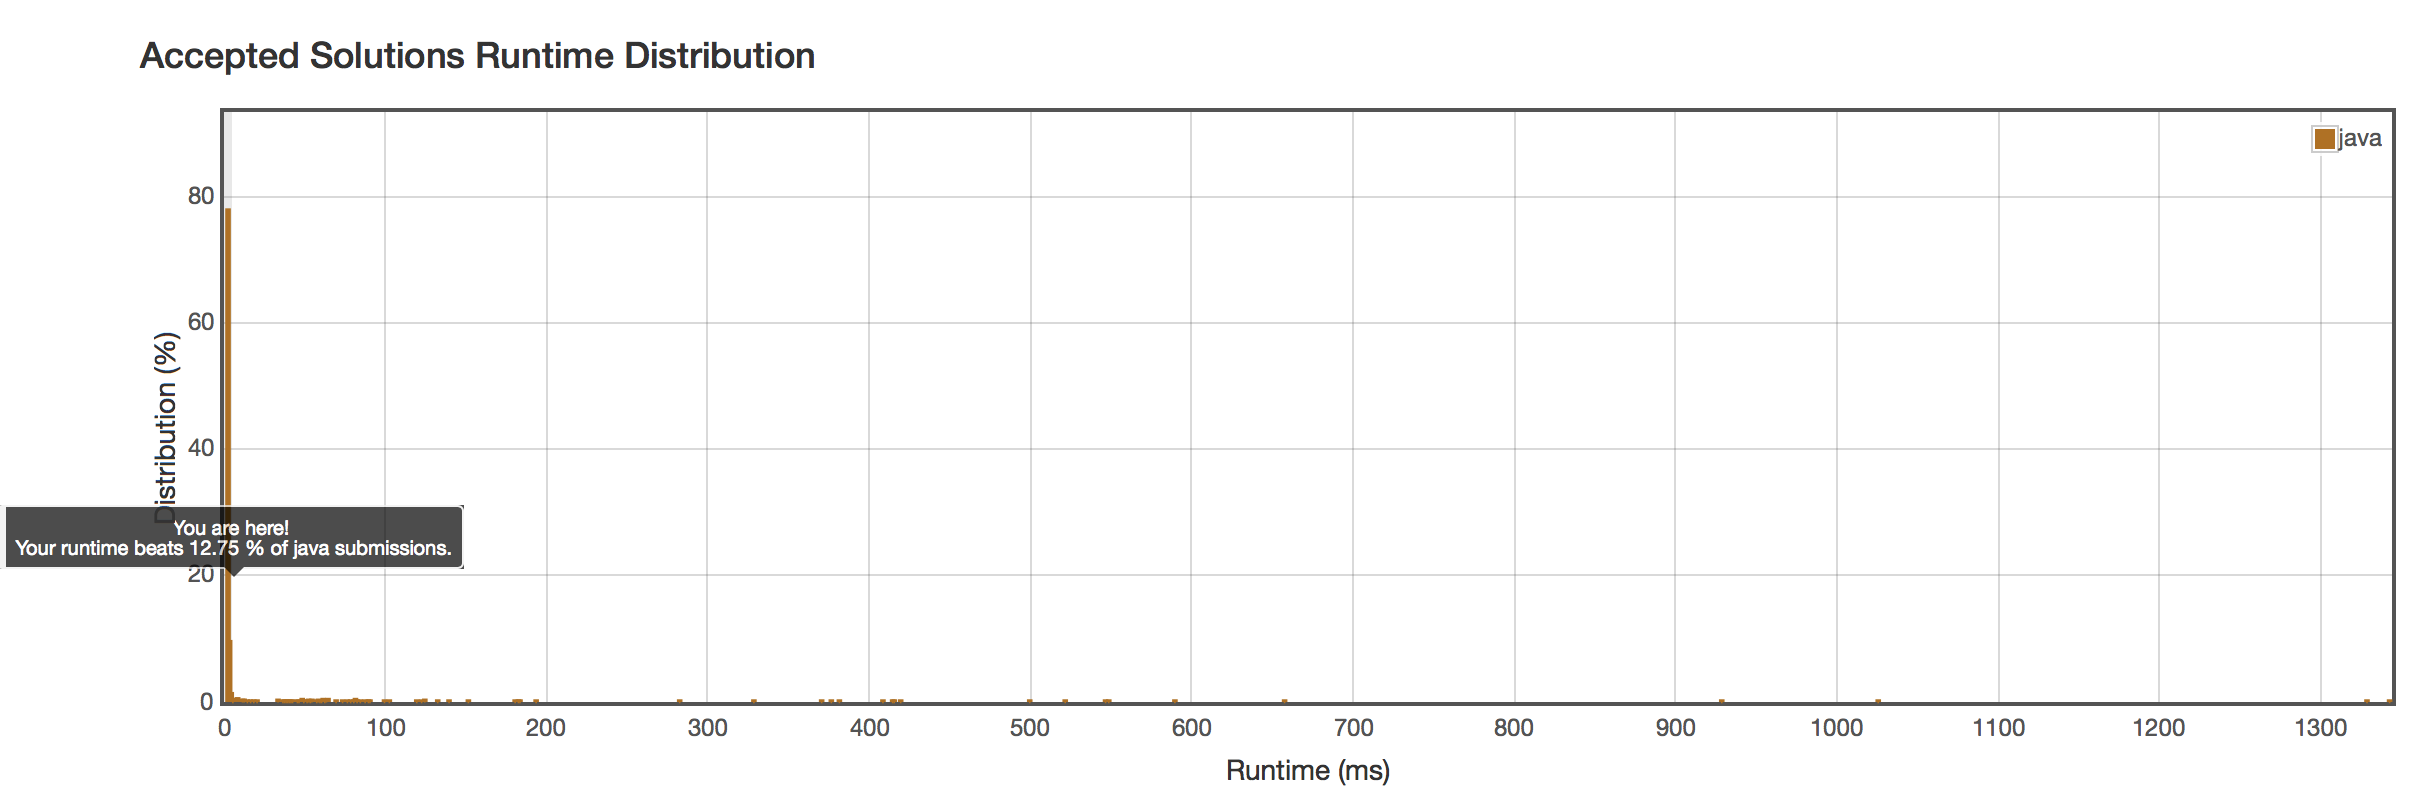 Accepted Solutions Runtime Distribution
java
80
60
Distribution (%)
40
You are here!
Your runtime beats 12.75 % of java submissions.
20
0
0 100 200 300 400 500 600 700 800 900 1000 1100 1200 1300
Runtime (ms)